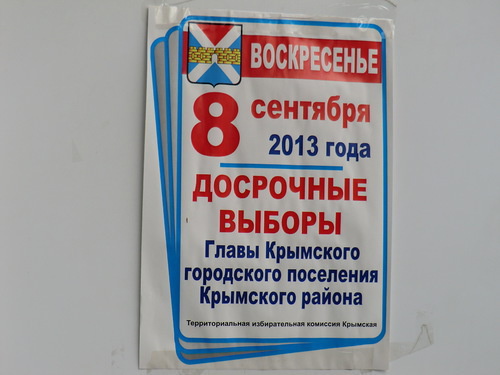 ВОСКРЕСЕНЬЕ
8 сентября
2013 года
ДОСРОЧНЫЕ
ВЫБОРЫ
Главы Крымского
городского поселения
Крымского района
Территориальная избирательная комиссия Крымская